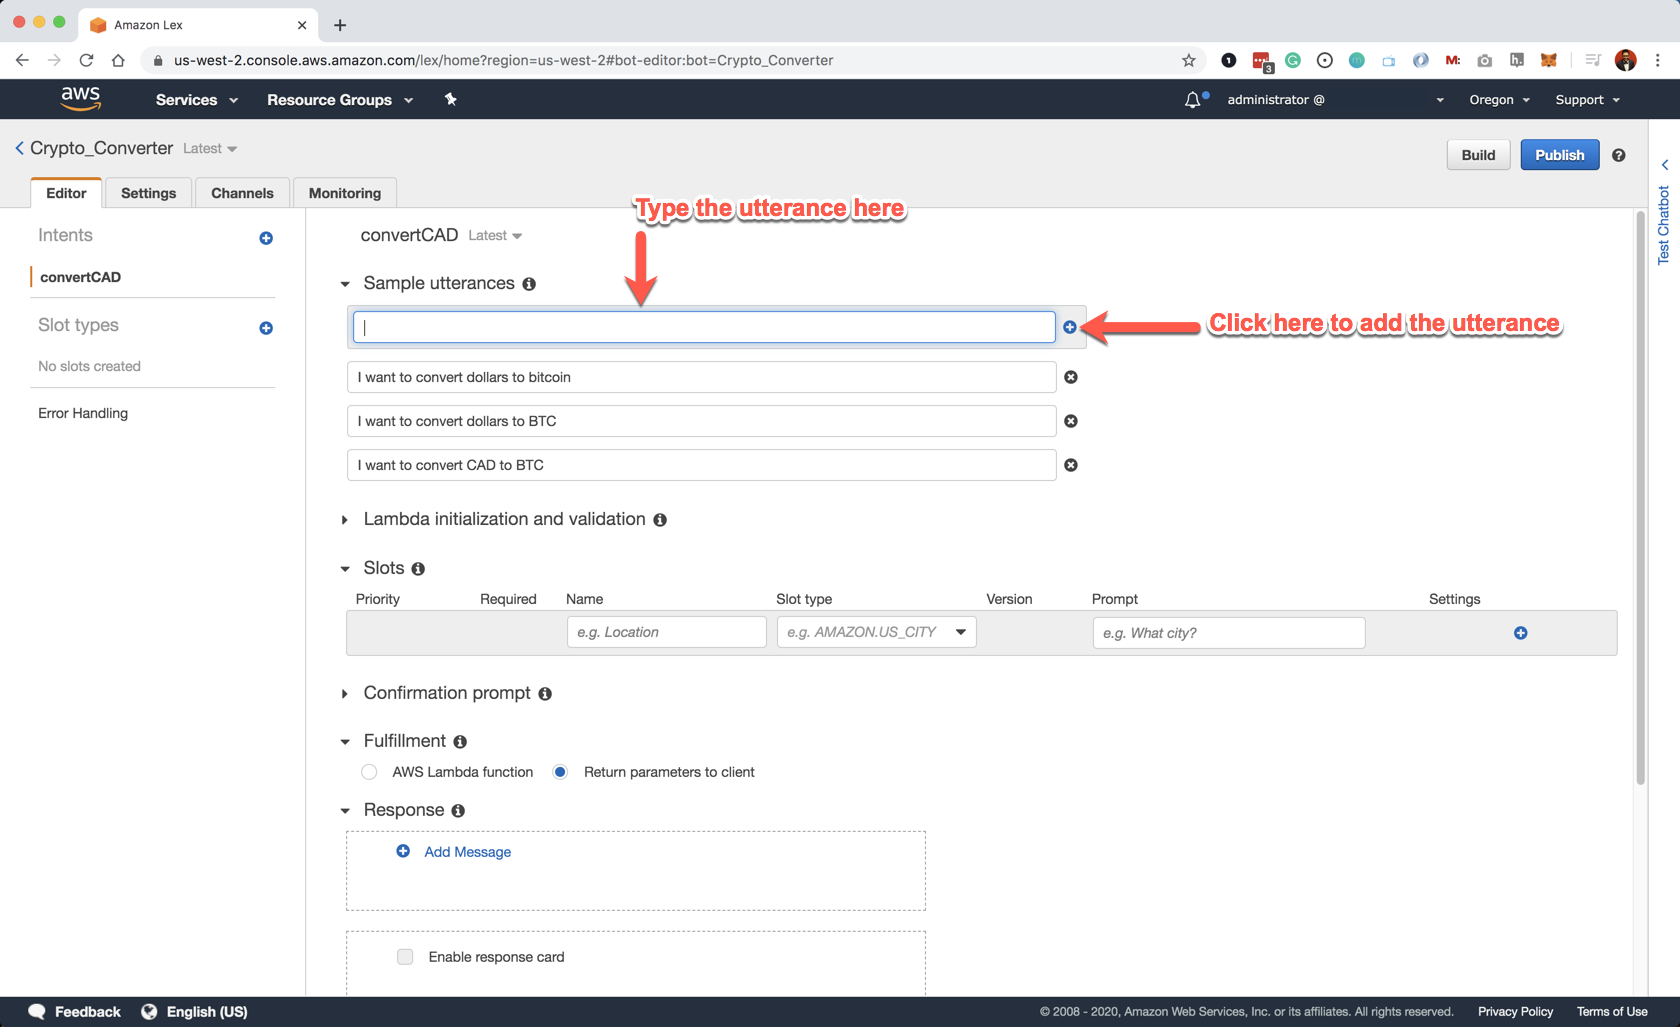 Amazon Lex
us-west-2.console.aws.amazon.com/lex/home?region=us-west-2#bot-editor:bot=Crypto_Converter
3
M:
h.
aws
Services
Resource Groups
administrator @
Oregon
Support
Crypto_Converter Latest
Build
Publish
Editor
Settings
Channels
Monitoring
Test Chatbot
Intents
convertCAD
Slot types
No slots created
Error Handling
Type the utterance here
convertCAD Latest
Sample utterances
Click here to add the utterance
I want to convert dollars to bitcoin
I want to convert dollars to BTC
I want to convert CAD to BTC
Lambda initialization and validation
Slots
Priority Required Name Slot type Version Prompt Settings
e.g. Location
e.g. AMAZON.US_CITY
e.g. What city?
Confirmation prompt
Fulfillment
AWS Lambda function
Return parameters to client
Response
Add Message
Enable response card
Feedback
English (US)
© 2008 - 2020, Amazon Web Services, Inc. or its affiliates. All rights reserved. Privacy Policy Terms of Use